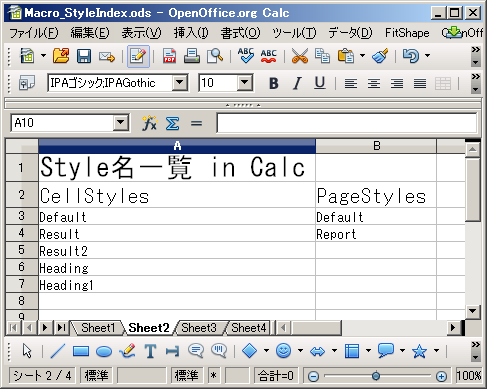 Macro_StyleIndex.ods - OpenOffice.org Calc
ファイル(F) 編集(E) 表示(V) 挿入(I) 書式(O) ツール(T) データ(D) FitShape
IPAゴシック;IPAGothic 10 B I U
A10
A B
1 Style名一覧 in Calc
2 CellStyles PageStyles
3 Default Default
4 Result Report
5 Result2
6 Heading
7 Heading1
8
Sheet1 Sheet2 Sheet3 Sheet4
シート 2 / 4 標準 標準 * 合計=0 100%